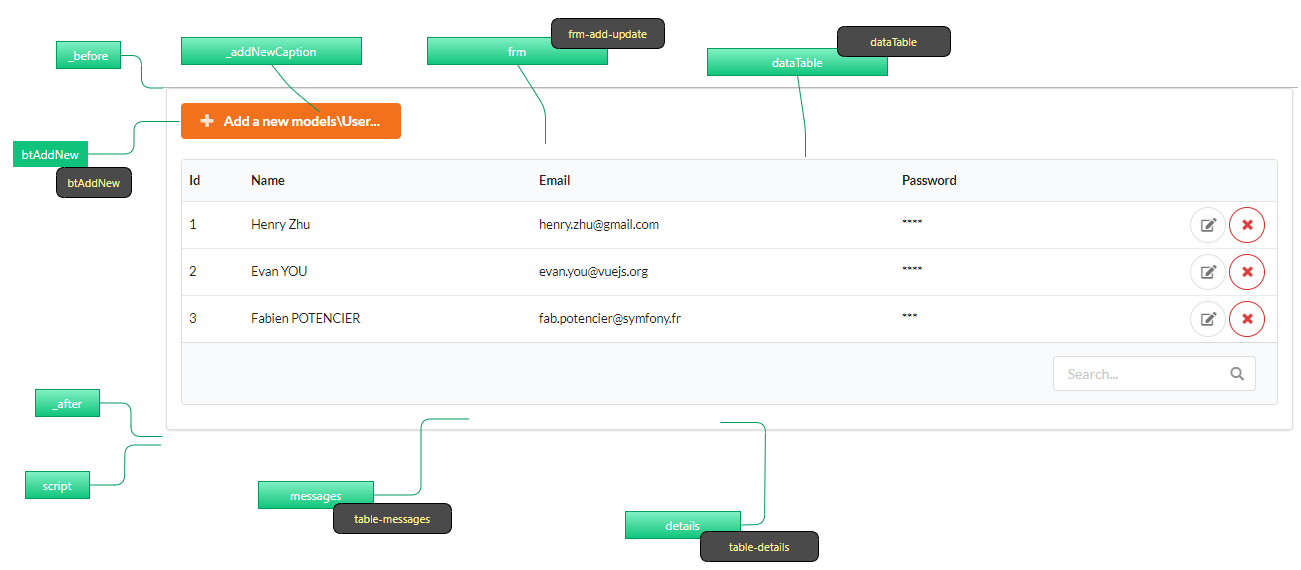 frm-add-update
dataTable
_before
_addNewCaption
frm
dataTable
Add a new models\User...
btAddNew
btAddNew
Id Name Email Password
1 Henry Zhu henry.zhu@gmail.com ****
2 Evan YOU evan.you@vuejs.org ****
3 Fabien POTENCIER fab.potencier@symfony.fr ***
Search...
_after
script
messages
table-messages
details
table-details